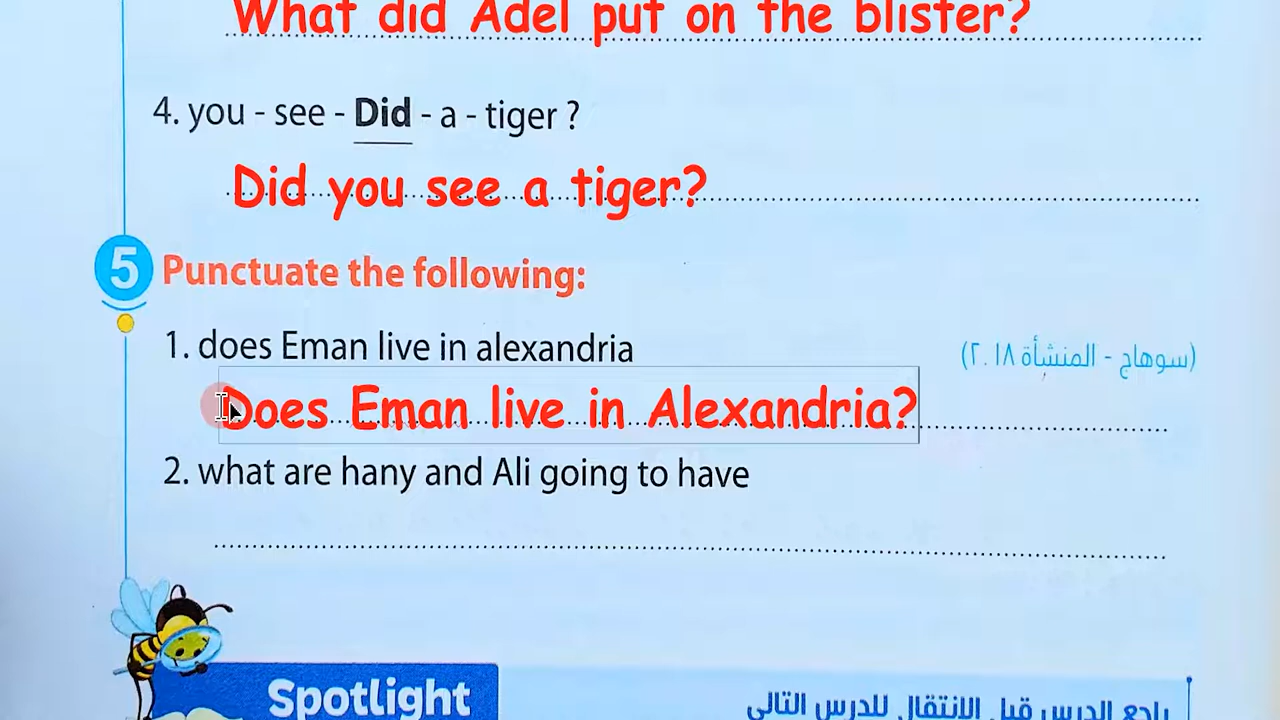 What did Adel put on the blister?
4. you - see - Did - a - tiger ?
Did you see a tiger?
5 Punctuate the following:
1. does Eman live in alexandria (سوهاج - المنشأة ٢٠١٨)
Does Eman live in Alexandria?
2. what are hany and Ali going to have
Spotlight
راجع الدرس قبل الانتقال للدرس التالى